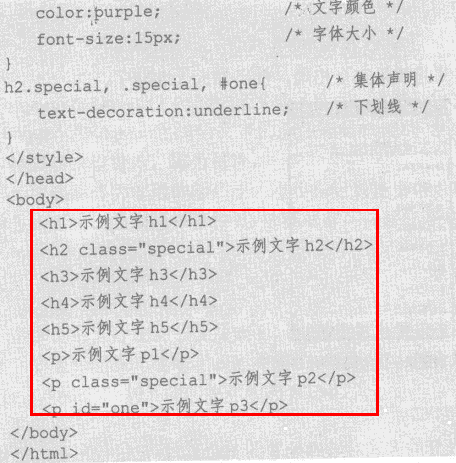 color:purple; /* 文字颜色 */
font-size:15px; /* 字体大小 */
}
h2.special, .special, #one{ /* 集体声明 */
text-decoration:underline; /* 下划线 */
}
</style>
</head>
<body>
<h1>示例文字 h1</h1>
<h2 class="special">示例文字 h2</h2>
<h3>示例文字 h3</h3>
<h4>示例文字 h4</h4>
<h5>示例文字 h5</h5>
<p>示例文字 p1</p>
<p class="special">示例文字 p2</p>
<p id="one">示例文字 p3</p>
</body>
</html>